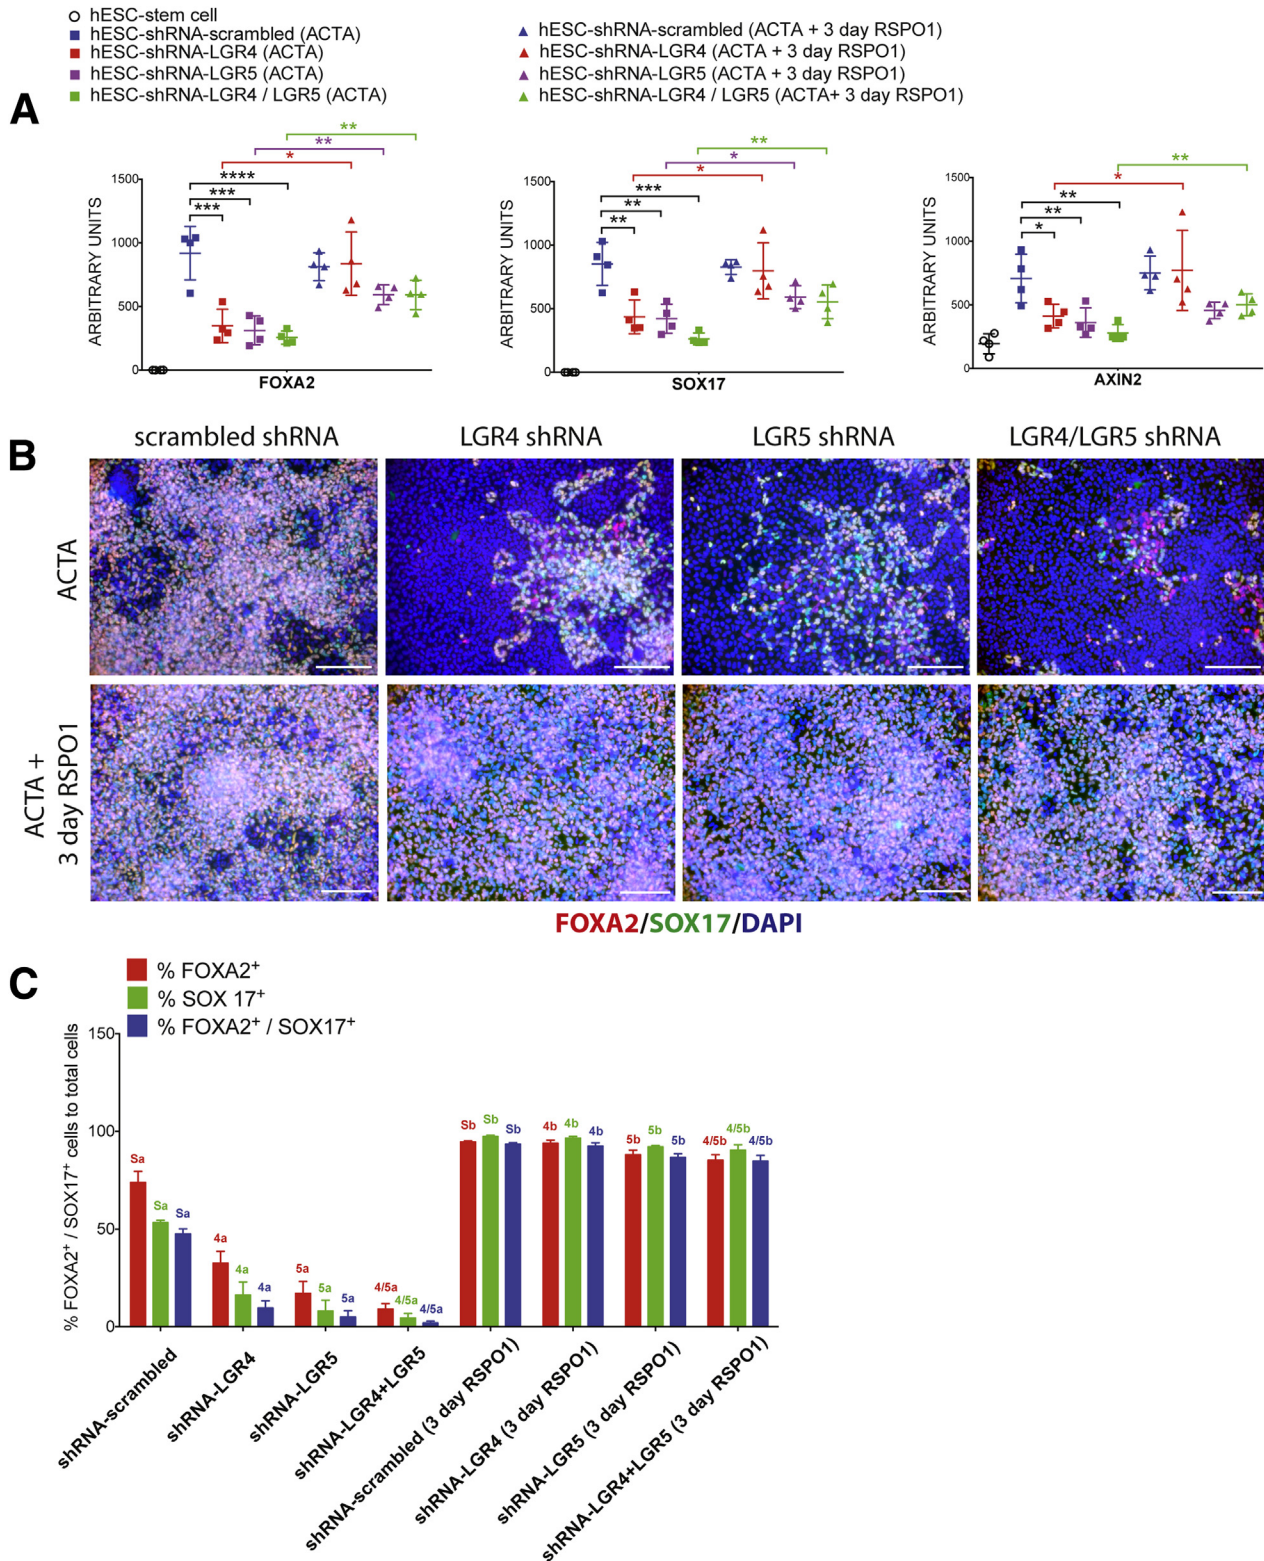 hESC-stem cell
hESC-shRNA-scrambled (ACTA)
hESC-shRNA-LGR4 (ACTA)
hESC-shRNA-LGR5 (ACTA)
hESC-shRNA-LGR4 / LGR5 (ACTA)
hESC-shRNA-scrambled (ACTA + 3 day RSPO1)
hESC-shRNA-LGR4 (ACTA + 3 day RSPO1)
hESC-shRNA-LGR5 (ACTA + 3 day RSPO1)
hESC-shRNA-LGR4 / LGR5 (ACTA+ 3 day RSPO1)
A
ARBITRARY UNITS
1500
1000
500
0
**
**
*
****
***
***
FOXA2
ARBITRARY UNITS
1500
1000
500
0
**
*
*
***
**
**
SOX17
ARBITRARY UNITS
1500
1000
500
0
**
*
**
**
*
AXIN2
B
scrambled shRNA
LGR4 shRNA
LGR5 shRNA
LGR4/LGR5 shRNA
ACTA
ACTA +
3 day RSPO1
FOXA2/SOX17/DAPI
C
% FOXA2+
% SOX 17+
% FOXA2+ / SOX17+
% FOXA2+ / SOX17+ cells to total cells
150
100
50
0
Sa
Sa
Sa
4a
4a
4a
5a
5a
5a
4/5a
4/5a
4/5a
Sb
Sb
Sb
4b
4b
4b
5b
5b
5b
4/5b
4/5b
4/5b
shRNA-scrambled
shRNA-LGR4
shRNA-LGR5
shRNA-LGR4+LGR5
shRNA-scrambled (3 day RSPO1)
shRNA-LGR4 (3 day RSPO1)
shRNA-LGR5 (3 day RSPO1)
shRNA-LGR4+LGR5 (3 day RSPO1)